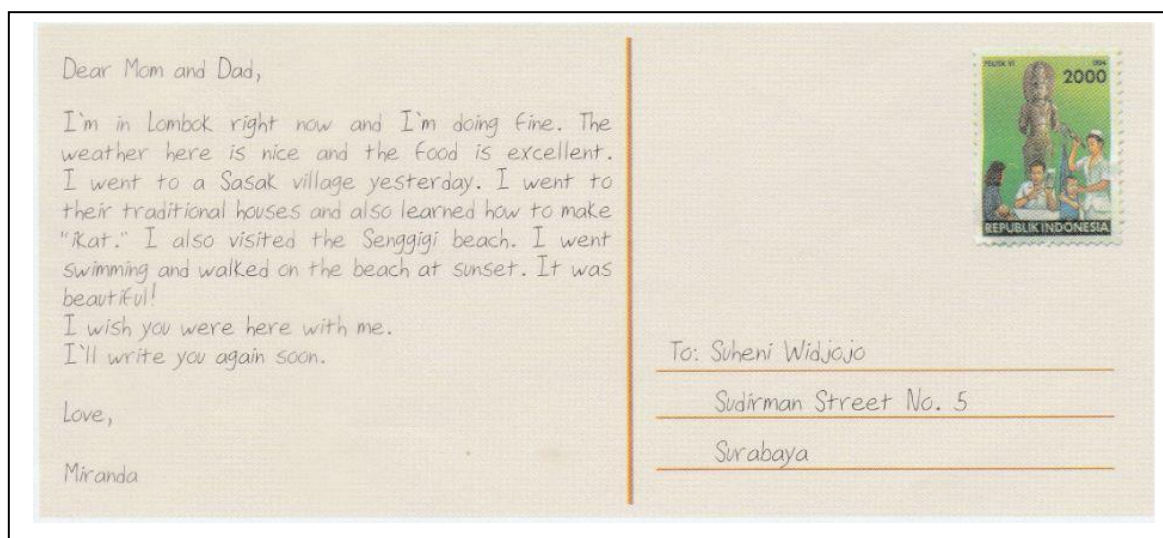 Dear Mom and Dad,
I'm in Lombok right now and I'm doing fine. The
weather here is nice and the food is excellent.
I went to a Sasak village yesterday. I went to
their traditional houses and also learned how to make
"ikat." I also visited the Senggigi beach. I went
swimming and walked on the beach at sunset. It was
beautiful!
I wish you were here with me.
I'll write you again soon.
Love,
Miranda
2000
REPUBLIK INDONESIA
To: Suheni Widjojo
Sudirman Street No. 5
Surabaya